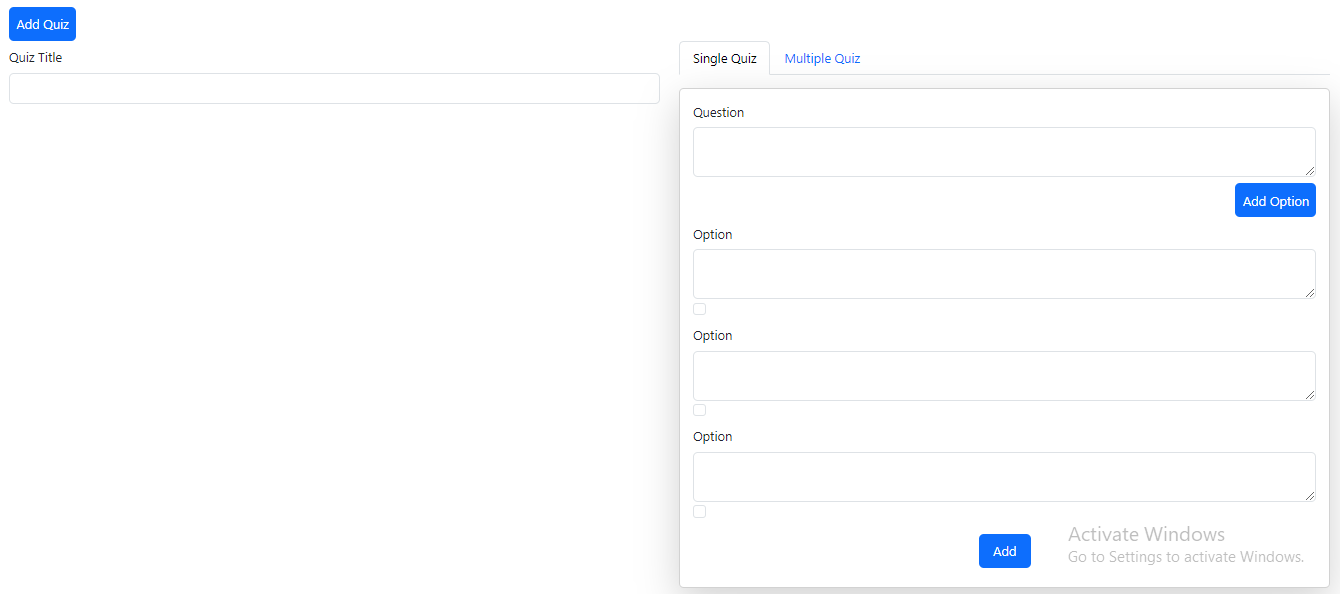 Add Quiz
Quiz Title
Single Quiz
Multiple Quiz
Question
Add Option
Option
Option
Option
Add
Activate Windows
Go to Settings to activate Windows.